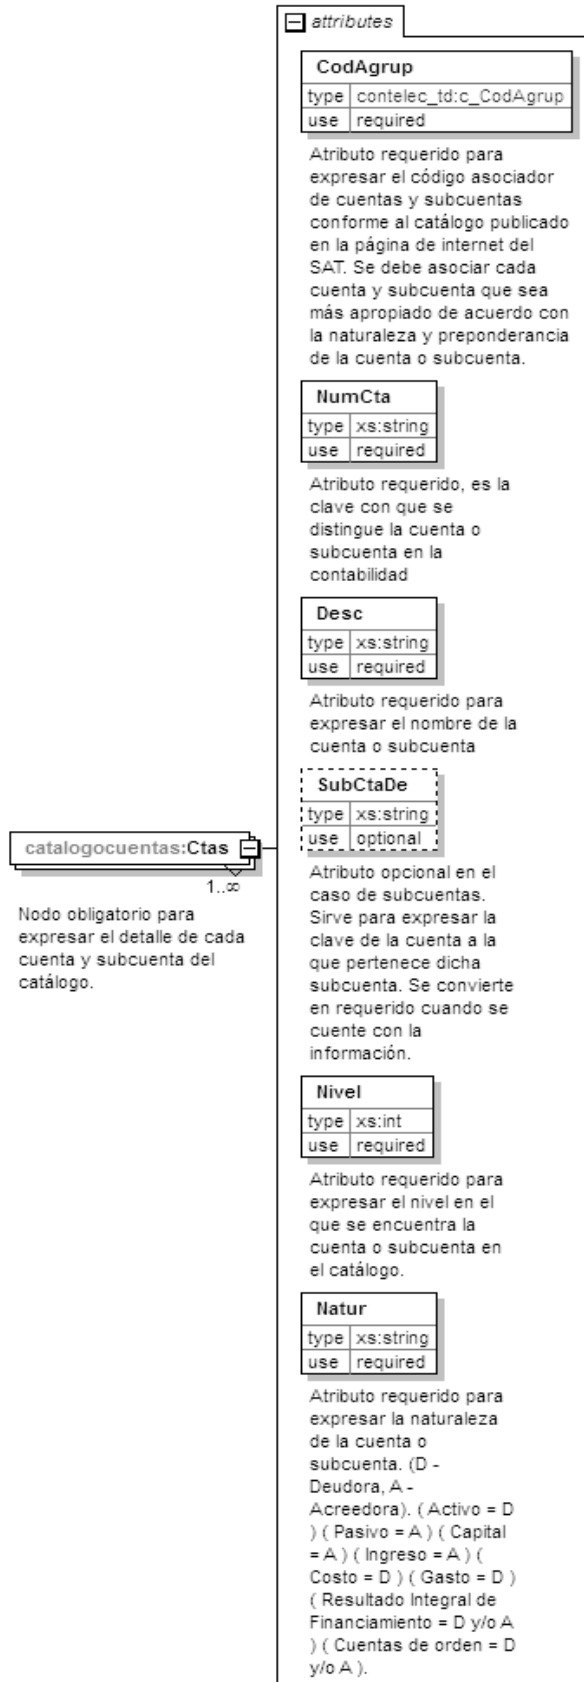 attributes
CodAgrup
type contelec_td:c_CodAgrup
use required
Atributo requerido para
expresar el código asociador
de cuentas y subcuentas
conforme al catálogo publicado
en la página de internet del
SAT. Se debe asociar cada
cuenta y subcuenta que sea
más apropiado de acuerdo con
la naturaleza y preponderancia
de la cuenta o subcuenta.
NumCta
type xs:string
use required
Atributo requerido, es la
clave con que se
distingue la cuenta o
subcuenta en la
contabilidad
Desc
type xs:string
use required
Atributo requerido para
expresar el nombre de la
cuenta o subcuenta
SubCtaDe
type xs:string
use optional
Atributo opcional en el
caso de subcuentas.
Sirve para expresar la
clave de la cuenta a la
que pertenece dicha
subcuenta. Se convierte
en requerido cuando se
cuente con la
información.
catalogocuentas:Ctas
1..∞
Nodo obligatorio para
expresar el detalle de cada
cuenta y subcuenta del
catálogo.
Nivel
type xs:int
use required
Atributo requerido para
expresar el nivel en el
que se encuentra la
cuenta o subcuenta en
el catálogo.
Natur
type xs:string
use required
Atributo requerido para
expresar la naturaleza
de la cuenta o
subcuenta. (D -
Deudora, A -
Acreedora). ( Activo = D
) ( Pasivo = A ) ( Capital
= A ) ( Ingreso = A ) (
Costo = D ) ( Gasto = D )
( Resultado Integral de
Financiamiento = D y/o A
) ( Cuentas de orden = D
y/o A ).